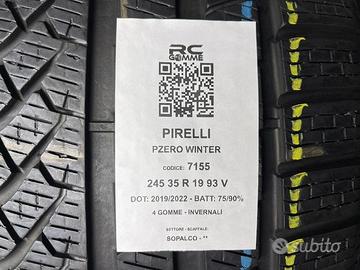 RC
GOMME
PIRELLI
PZERO WINTER
CODICE: 7155
245 35 R 19 93 V
DOT: 2019/2022 - BATT: 75/90%
4 GOMME - INVERNALI
SETTORE - SCAFFALE:
SOPALCO - **
subito